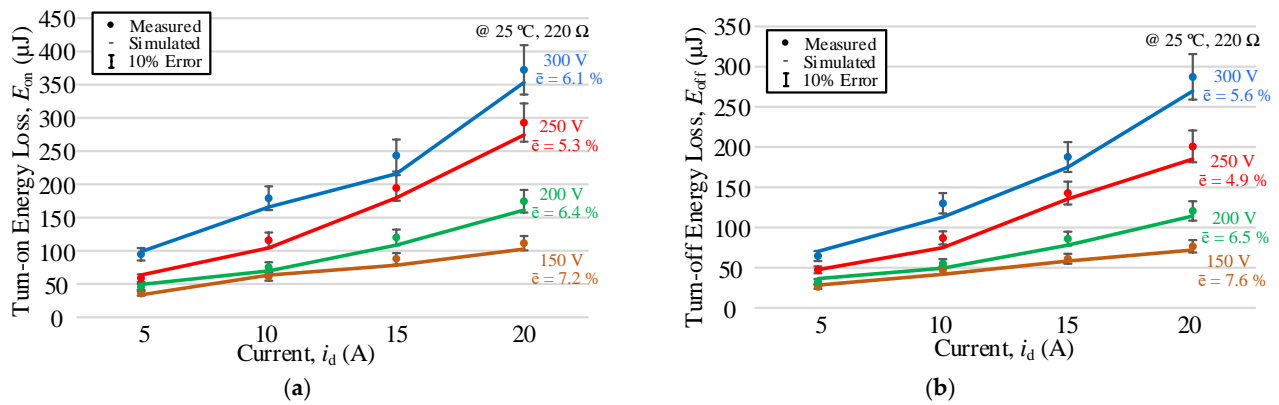 Turn-on Energy Loss, Eon (µJ)
450
400
350
300
250
200
150
100
50
0
Measured
Simulated
10% Error
@ 25 ºC, 220 Ω
300 V
ē = 6.1 %
250 V
ē = 5.3 %
200 V
ē = 6.4 %
150 V
ē = 7.2 %
5 10 15 20
Current, id (A)
(a)
Turn-off Energy Loss, Eoff (µJ)
350
300
250
200
150
100
50
0
Measured
Simulated
10% Error
@ 25 ºC, 220Ω
300 V
ē = 5.6 %
250 V
ē = 4.9 %
200 V
ē = 6.5 %
150 V
ē = 7.6 %
5 10 15 20
Current, id (A)
(b)